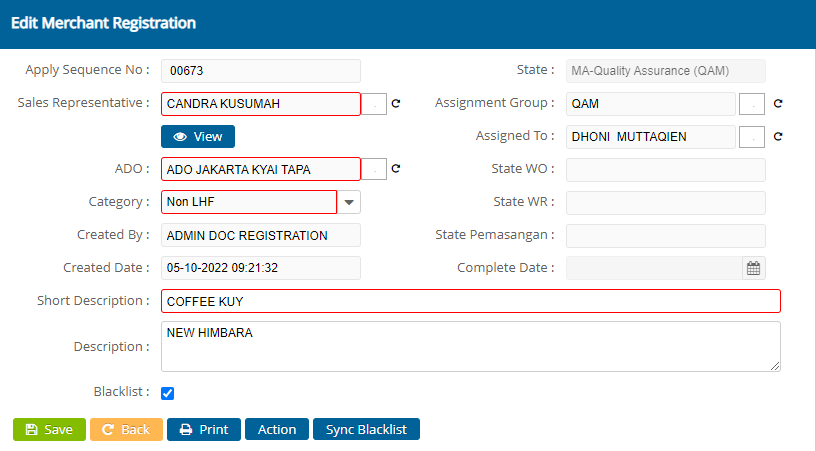 Edit Merchant Registration
Apply Sequence No : 00673 State : MA-Quality Assurance (QAM)
Sales Representative : CANDRA KUSUMAH Assignment Group : QAM
View Assigned To : DHONI MUTTAQIEN
ADO : ADO JAKARTA KYAI TAPA State WO :
Category : Non LHF State WR :
Created By : ADMIN DOC REGISTRATION State Pemasangan :
Created Date : 05-10-2022 09:21:32 Complete Date :
Short Description : COFFEE KUY
Description : NEW HIMBARA
Blacklist :
Save Back Print Action Sync Blacklist